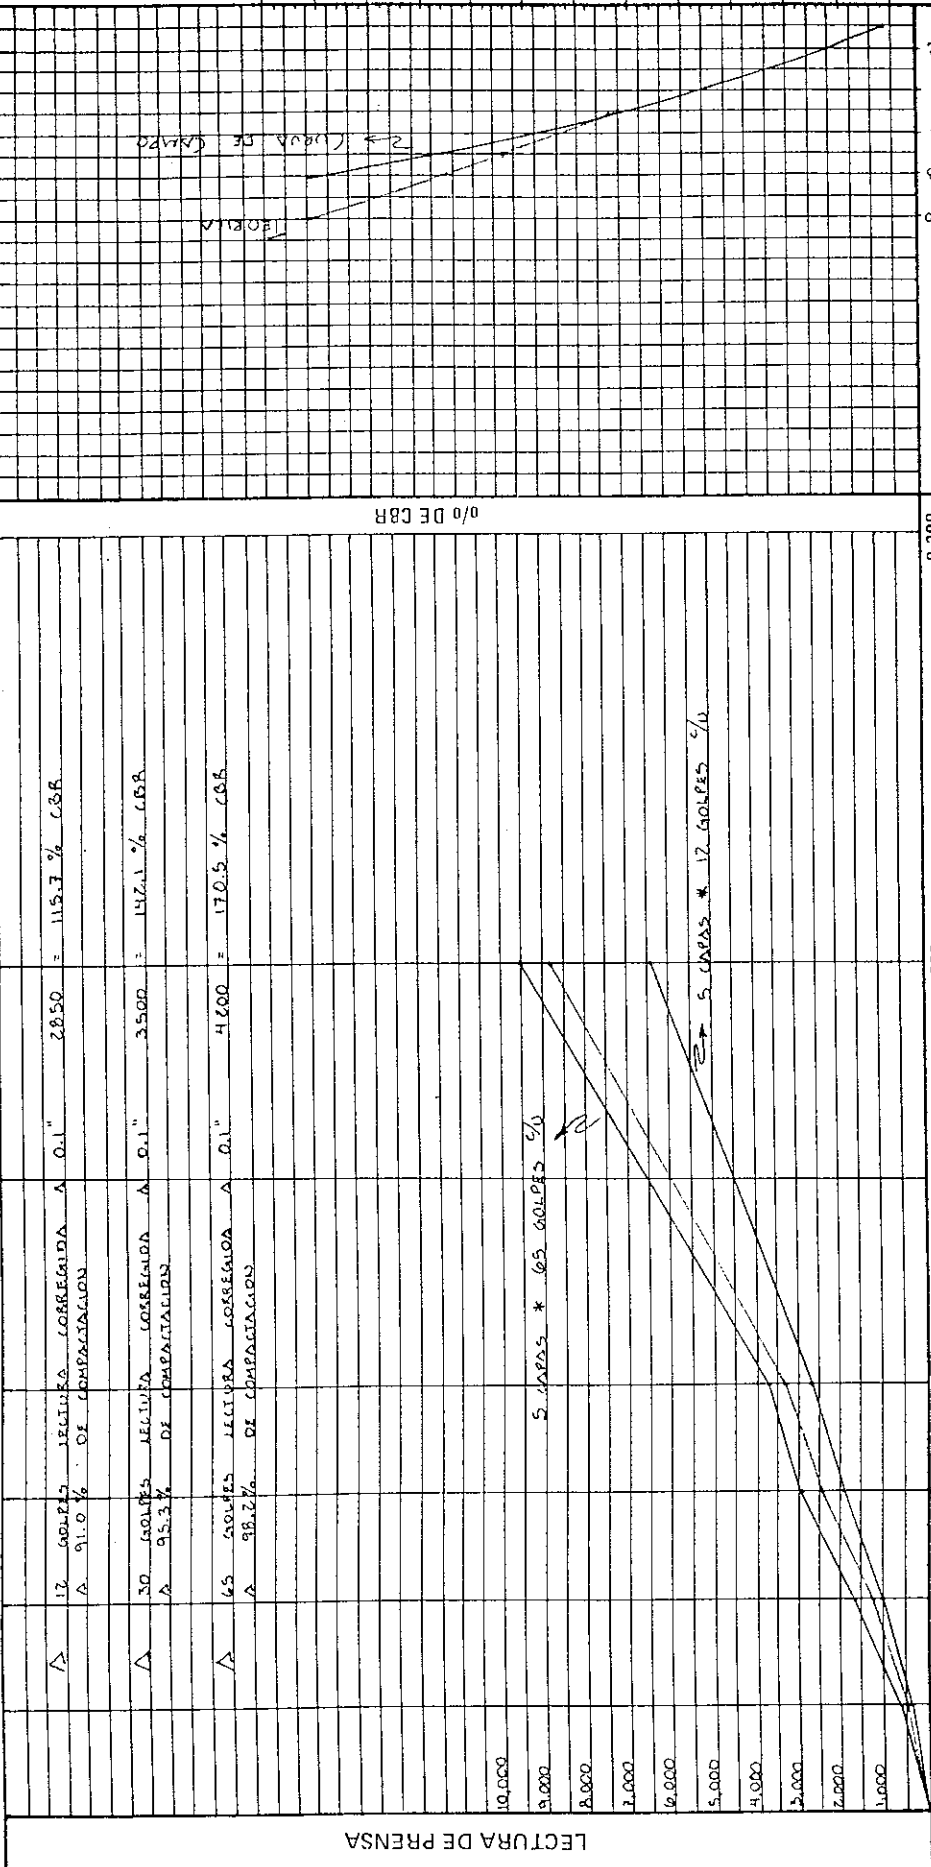 LECTURA DE PRENSA
△ 12 GOLPES LECTURA CORREGIDA A 0.1" 2850 = 115.7 % CBR
A 91.0 % DE COMPACTACION
△ 30 GOLPES LECTURA CORREGIDA A 0.1" 3500 = 142.1 % CBR
A 95.3 % DE COMPACTACION
△ 65 GOLPES LECTURA CORREGIDA A 0.1" 4200 = 170.5 % CBR
A 98.2 % DE COMPACTACION
10,000
9,000
8,000
7,000
6,000
5,000
4,000
3,000
2,000
1,000
5 CAPAS * 65 GOLPES c/u
5 CAPAS * 12 GOLPES c/u
o/o DE CBR
TEORICA
CURVA DE CAMPO